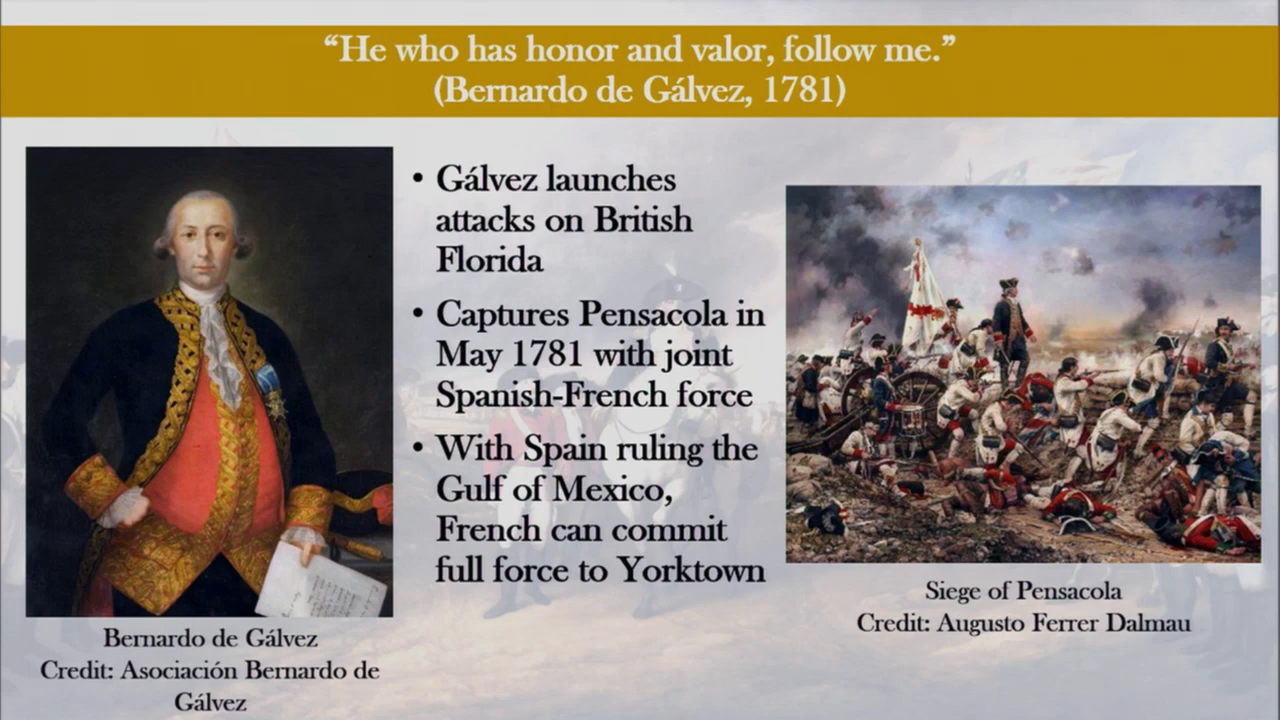 “He who has honor and valor, follow me.”
(Bernardo de Gálvez, 1781)
• Gálvez launches
attacks on British
Florida
• Captures Pensacola in
May 1781 with joint
Spanish-French force
• With Spain ruling the
Gulf of Mexico,
French can commit
full force to Yorktown
Bernardo de Gálvez
Credit: Asociación Bernardo de
Gálvez
Siege of Pensacola
Credit: Augusto Ferrer Dalmau